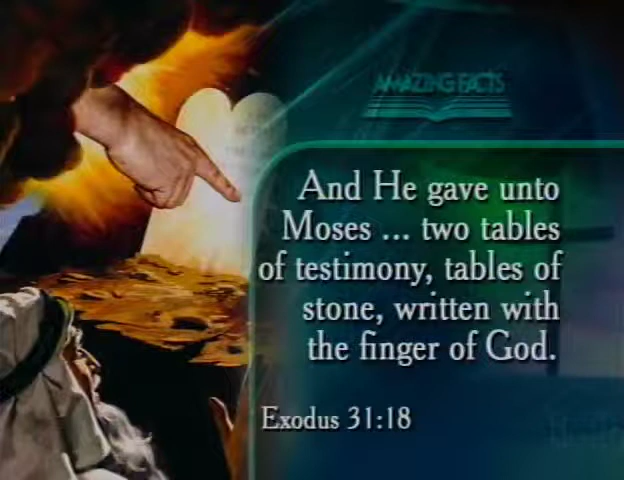 AMAZING FACTS
And He gave unto
Moses ... two tables
of testimony, tables of
stone, written with
the finger of God.
Exodus 31:18